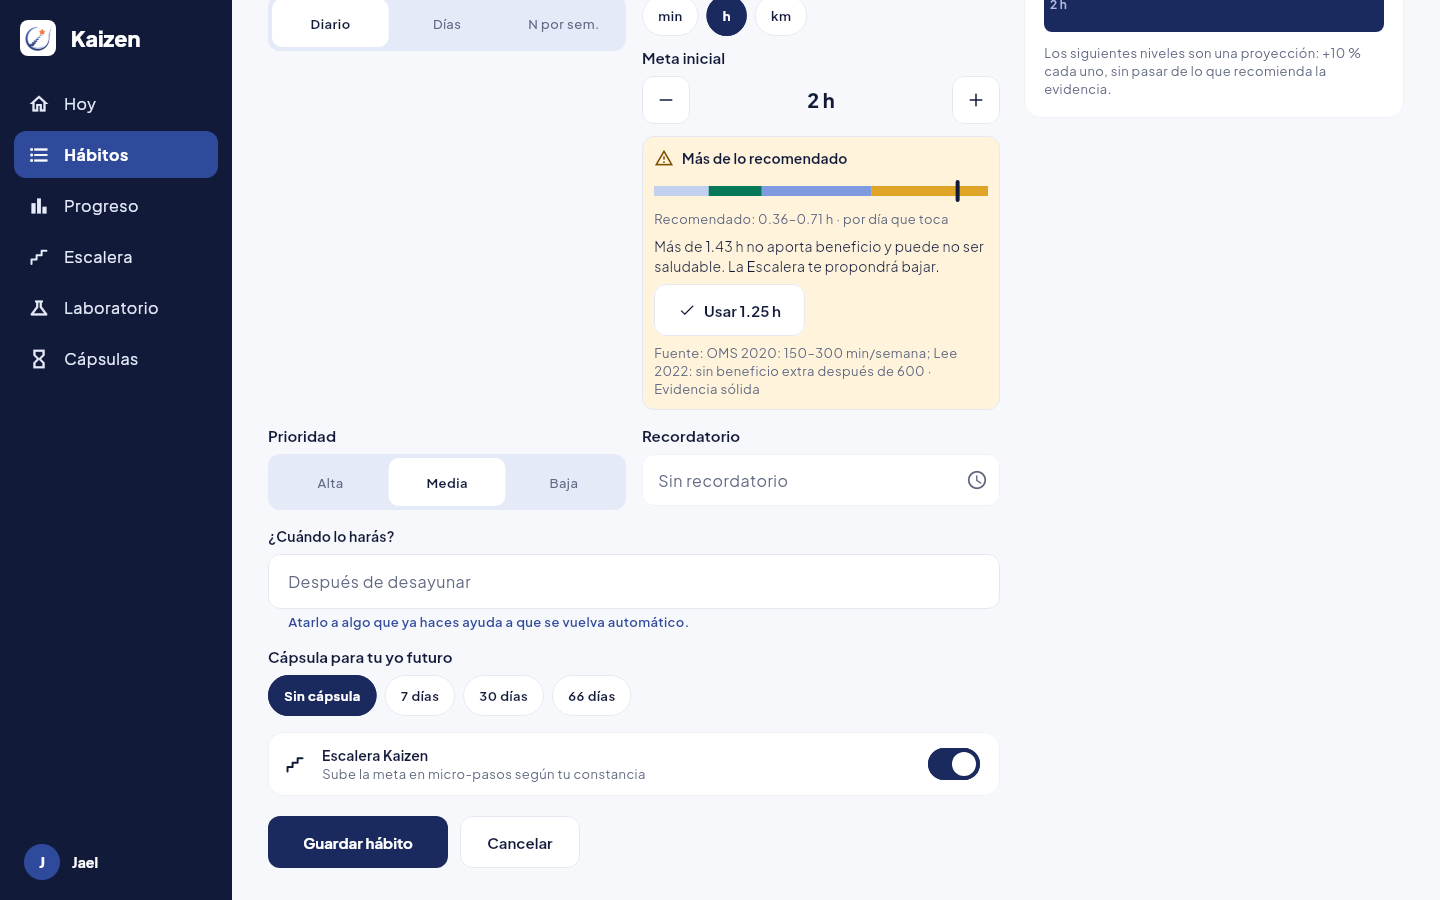 Kaizen
Hoy
Hábitos
Progreso
Escalera
Laboratorio
Cápsulas
J
Jael
Diario
Días
N por sem.
min
h
km
Meta inicial
2 h
Más de lo recomendado
Recomendado: 0.36–0.71 h · por día que toca
Más de 1.43 h no aporta beneficio y puede no ser
saludable. La Escalera te propondrá bajar.
Usar 1.25 h
Fuente: OMS 2020: 150–300 min/semana; Lee
2022: sin beneficio extra después de 600 ·
Evidencia sólida
Prioridad
Alta
Media
Baja
Recordatorio
Sin recordatorio
¿Cuándo lo harás?
Después de desayunar
Atarlo a algo que ya haces ayuda a que se vuelva automático.
Cápsula para tu yo futuro
Sin cápsula
7 días
30 días
66 días
Escalera Kaizen
Sube la meta en micro-pasos según tu constancia
Guardar hábito
Cancelar
2 h
Los siguientes niveles son una proyección: +10 %
cada uno, sin pasar de lo que recomienda la
evidencia.